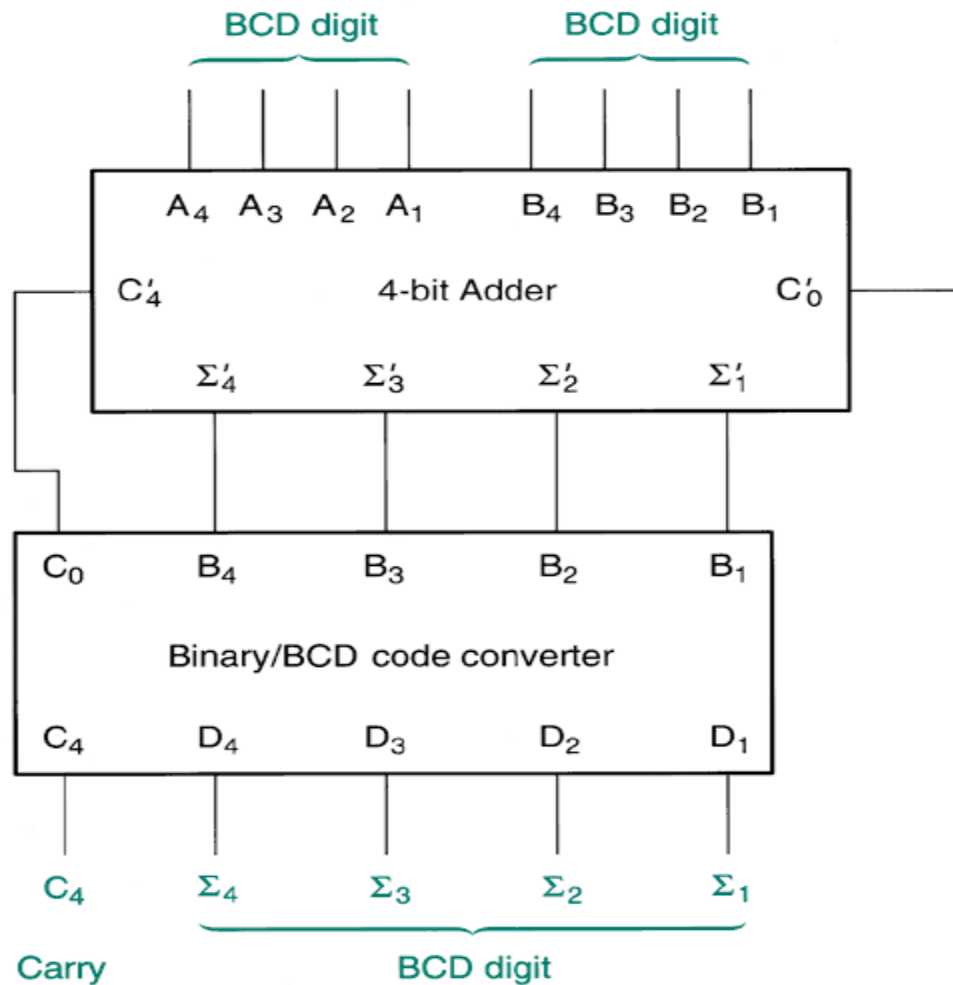 BCD digit BCD digit
A₄ A₃ A₂ A₁ B₄ B₃ B₂ B₁
C′₄ 4-bit Adder C′₀
Σ′₄ Σ′₃ Σ′₂ Σ′₁
C₀ B₄ B₃ B₂ B₁
Binary/BCD code converter
C₄ D₄ D₃ D₂ D₁
C₄ Σ₄ Σ₃ Σ₂ Σ₁
Carry BCD digit